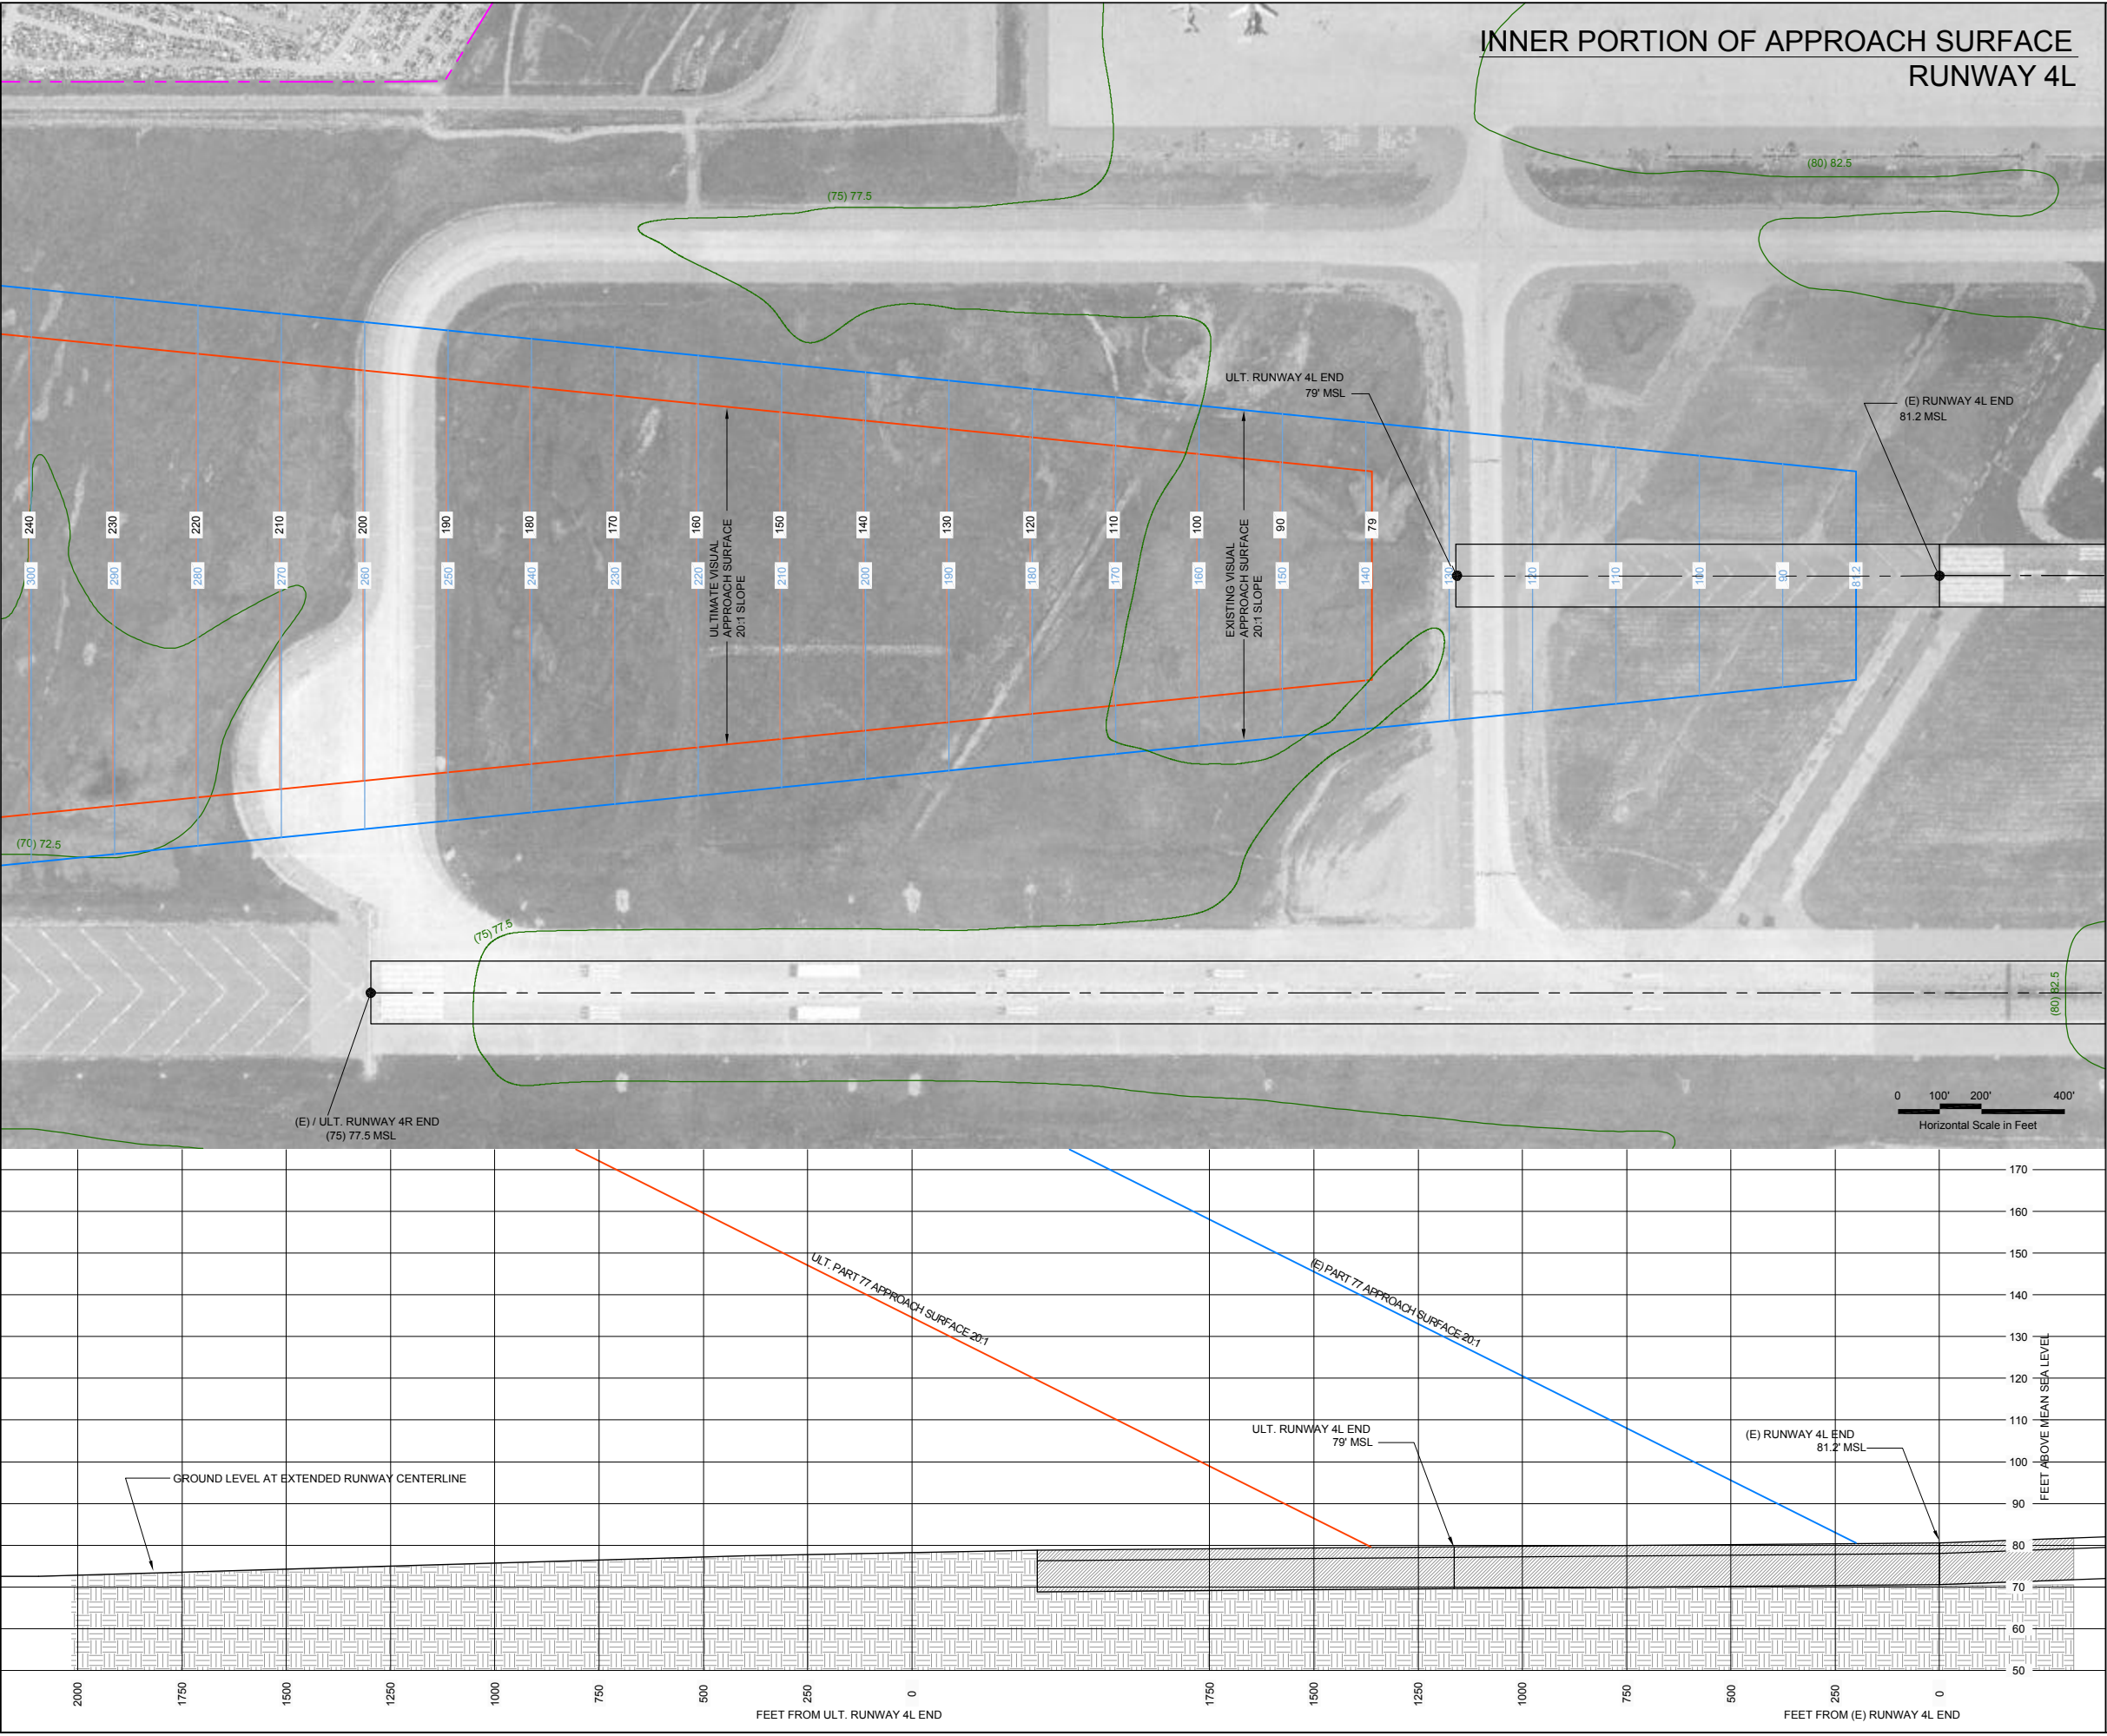 INNER PORTION OF APPROACH SURFACE
RUNWAY 4L
(80) 82.5
(75) 77.5
ULT. RUNWAY 4L END
79' MSL
(E) RUNWAY 4L END
81.2 MSL
240
230
220
210
200
190
180
170
160
150
140
130
120
110
100
90
79
ULTIMATE VISUAL
APPROACH SURFACE
20:1 SLOPE
EXISTING VISUAL
APPROACH SURFACE
20:1 SLOPE
300
290
280
270
260
250
240
230
220
210
200
190
180
170
160
150
140
130
120
110
100
90
81.2
(70) 72.5
(75) 77.5
(80) 82.5
(E) / ULT. RUNWAY 4R END
(75) 77.5 MSL
0 100' 200' 400'
Horizontal Scale in Feet
170
160
150
140
130
120
110
100
90
80
70
60
50
FEET ABOVE MEAN SEA LEVEL
ULT. PART 77 APPROACH SURFACE 20:1
(E) PART 77 APPROACH SURFACE 20:1
ULT. RUNWAY 4L END
79' MSL
(E) RUNWAY 4L END
81.2' MSL
GROUND LEVEL AT EXTENDED RUNWAY CENTERLINE
2000 1750 1500 1250 1000 750 500 250 0 1750 1500 1250 1000 750 500 250 0
FEET FROM ULT. RUNWAY 4L END
FEET FROM (E) RUNWAY 4L END